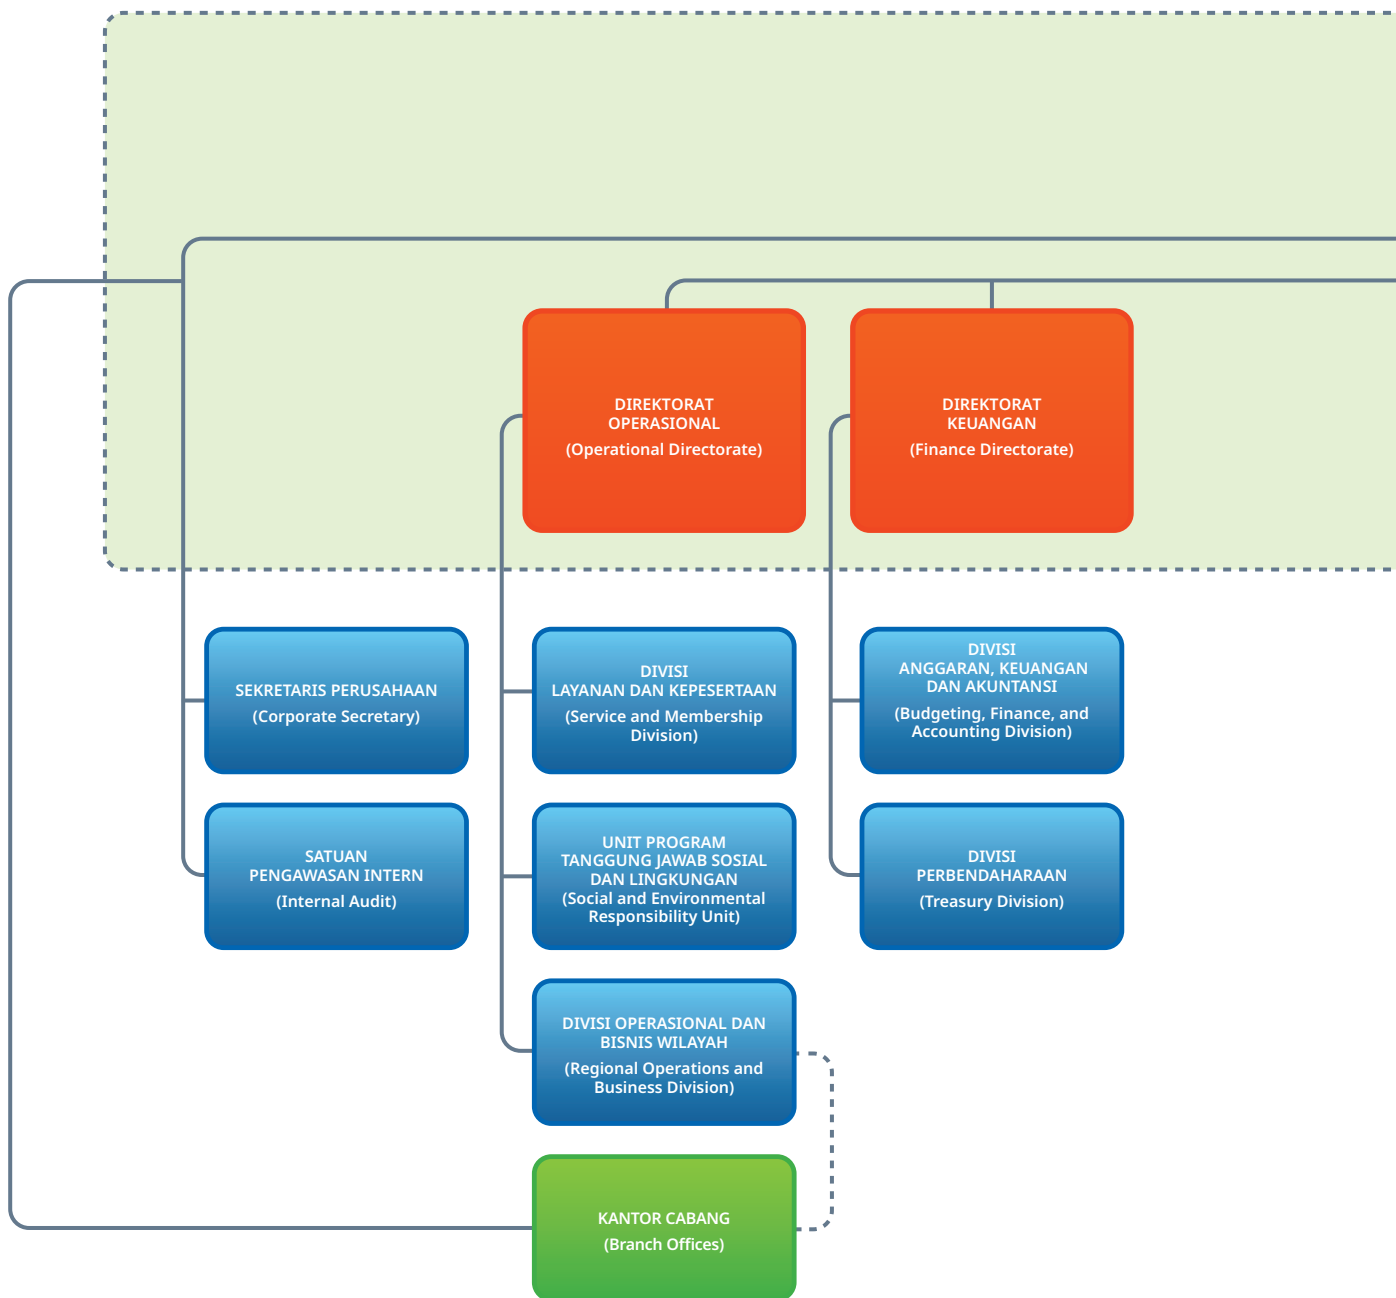 DIREKTORAT
OPERASIONAL
(Operational Directorate)
DIREKTORAT
KEUANGAN
(Finance Directorate)
SEKRETARIS PERUSAHAAN
(Corporate Secretary)
DIVISI
LAYANAN DAN KEPESERTAAN
(Service and Membership
Division)
DIVISI
ANGGARAN, KEUANGAN
DAN AKUNTANSI
(Budgeting, Finance, and
Accounting Division)
SATUAN
PENGAWASAN INTERN
(Internal Audit)
UNIT PROGRAM
TANGGUNG JAWAB SOSIAL
DAN LINGKUNGAN
(Social and Environmental
Responsibility Unit)
DIVISI
PERBENDAHARAAN
(Treasury Division)
DIVISI OPERASIONAL DAN
BISNIS WILAYAH
(Regional Operations and
Business Division)
KANTOR CABANG
(Branch Offices)